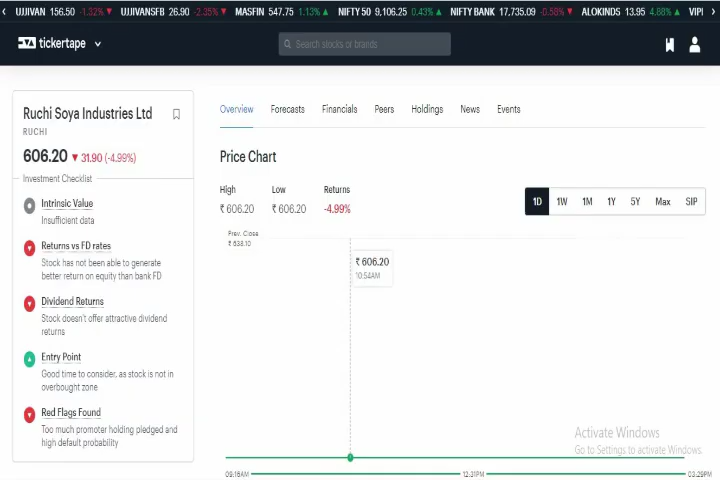 UJJIVAN 156.50 -1.32% ▼ UJJIVANSFB 26.90 -2.35% ▼ MASFIN 547.75 1.13% ▲ NIFTY 50 9,106.25 0.43% ▲ NIFTY BANK 17,735.09 -0.58% ▼ ALOKINDS 13.95 4.88% ▲ VIPI
tickertape
Search stocks or brands
Ruchi Soya Industries Ltd
RUCHI
606.20 ▼ 31.90 (-4.99%)
Investment Checklist
Intrinsic Value
Insufficient data
Returns vs FD rates
Stock has not been able to generate
better return on equity than bank FD
Dividend Returns
Stock doesn't offer attractive dividend
returns
Entry Point
Good time to consider, as stock is not in
overbought zone
Red Flags Found
Too much promoter holding pledged and
high default probability
Overview Forecasts Financials Peers Holdings News Events
Price Chart
High Low Returns
₹ 606.20 ₹ 606.20 -4.99%
1D 1W 1M 1Y 5Y Max SIP
Prev. Close
₹ 638.10
₹ 606.20
10:54AM
Activate Windows
Go to Settings to activate Windows.
09:16AM 12:31PM 03:29PM